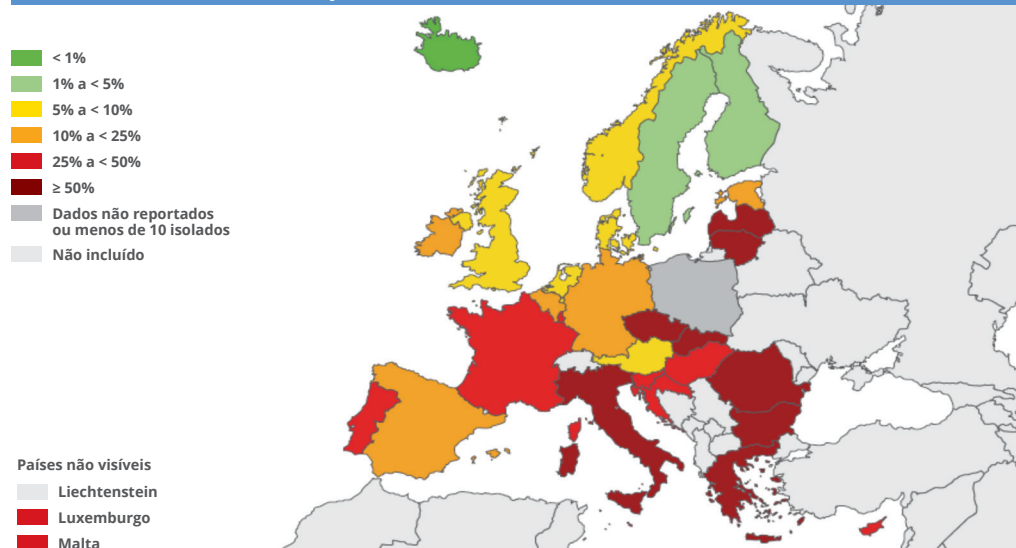 < 1%
1% a < 5%
5% a < 10%
10% a < 25%
25% a < 50%
≥ 50%
Dados não reportados
ou menos de 10 isolados
Não incluído
Países não visíveis
Liechtenstein
Luxemburgo
Malta